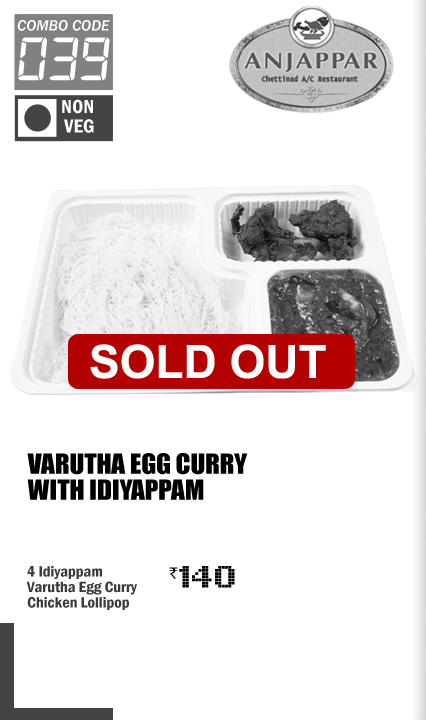 COMBO CODE
039
NON
VEG
ANJAPPAR
Chettinad A/C Restaurant
SOLD OUT
VARUTHA EGG CURRY
WITH IDIYAPPAM
4 Idiyappam
Varutha Egg Curry
Chicken Lollipop
₹140